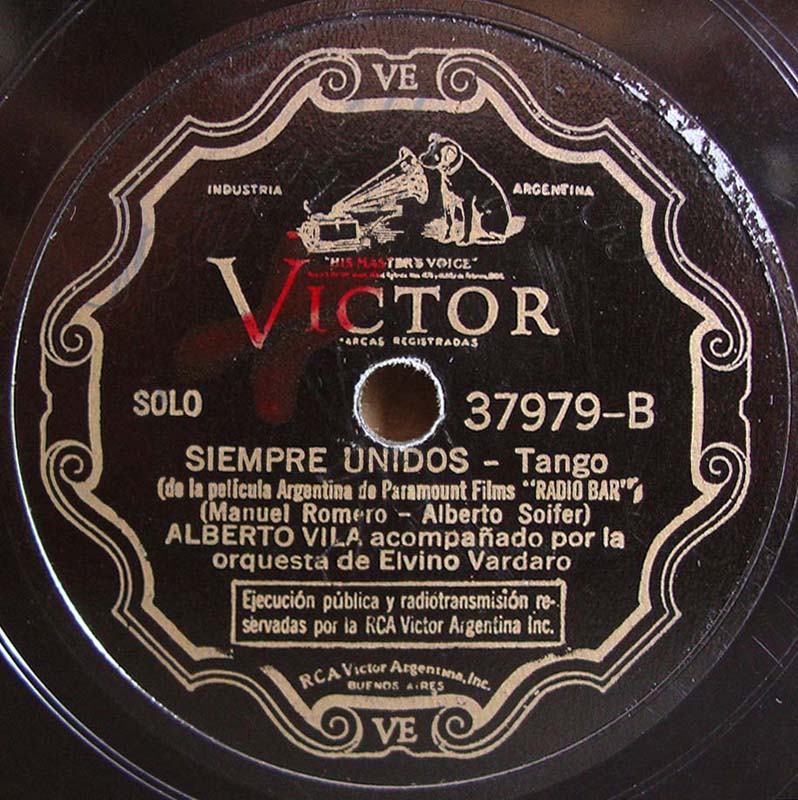 VE
INDUSTRIA ARGENTINA
"HIS MASTER'S VOICE"
VICTOR
MARCAS REGISTRADAS
SOLO 37979-B
SIEMPRE UNIDOS - Tango
(de la película Argentina de Paramount Films "RADIO BAR")
(Manuel Romero - Alberto Soifer)
ALBERTO VILA acompañado por la
orquesta de Elvino Vardaro
Ejecución pública y radiotransmisión re-
servadas por la RCA Victor Argentina Inc.
RCA Victor Argentina, Inc.
BUENOS AIRES
VE